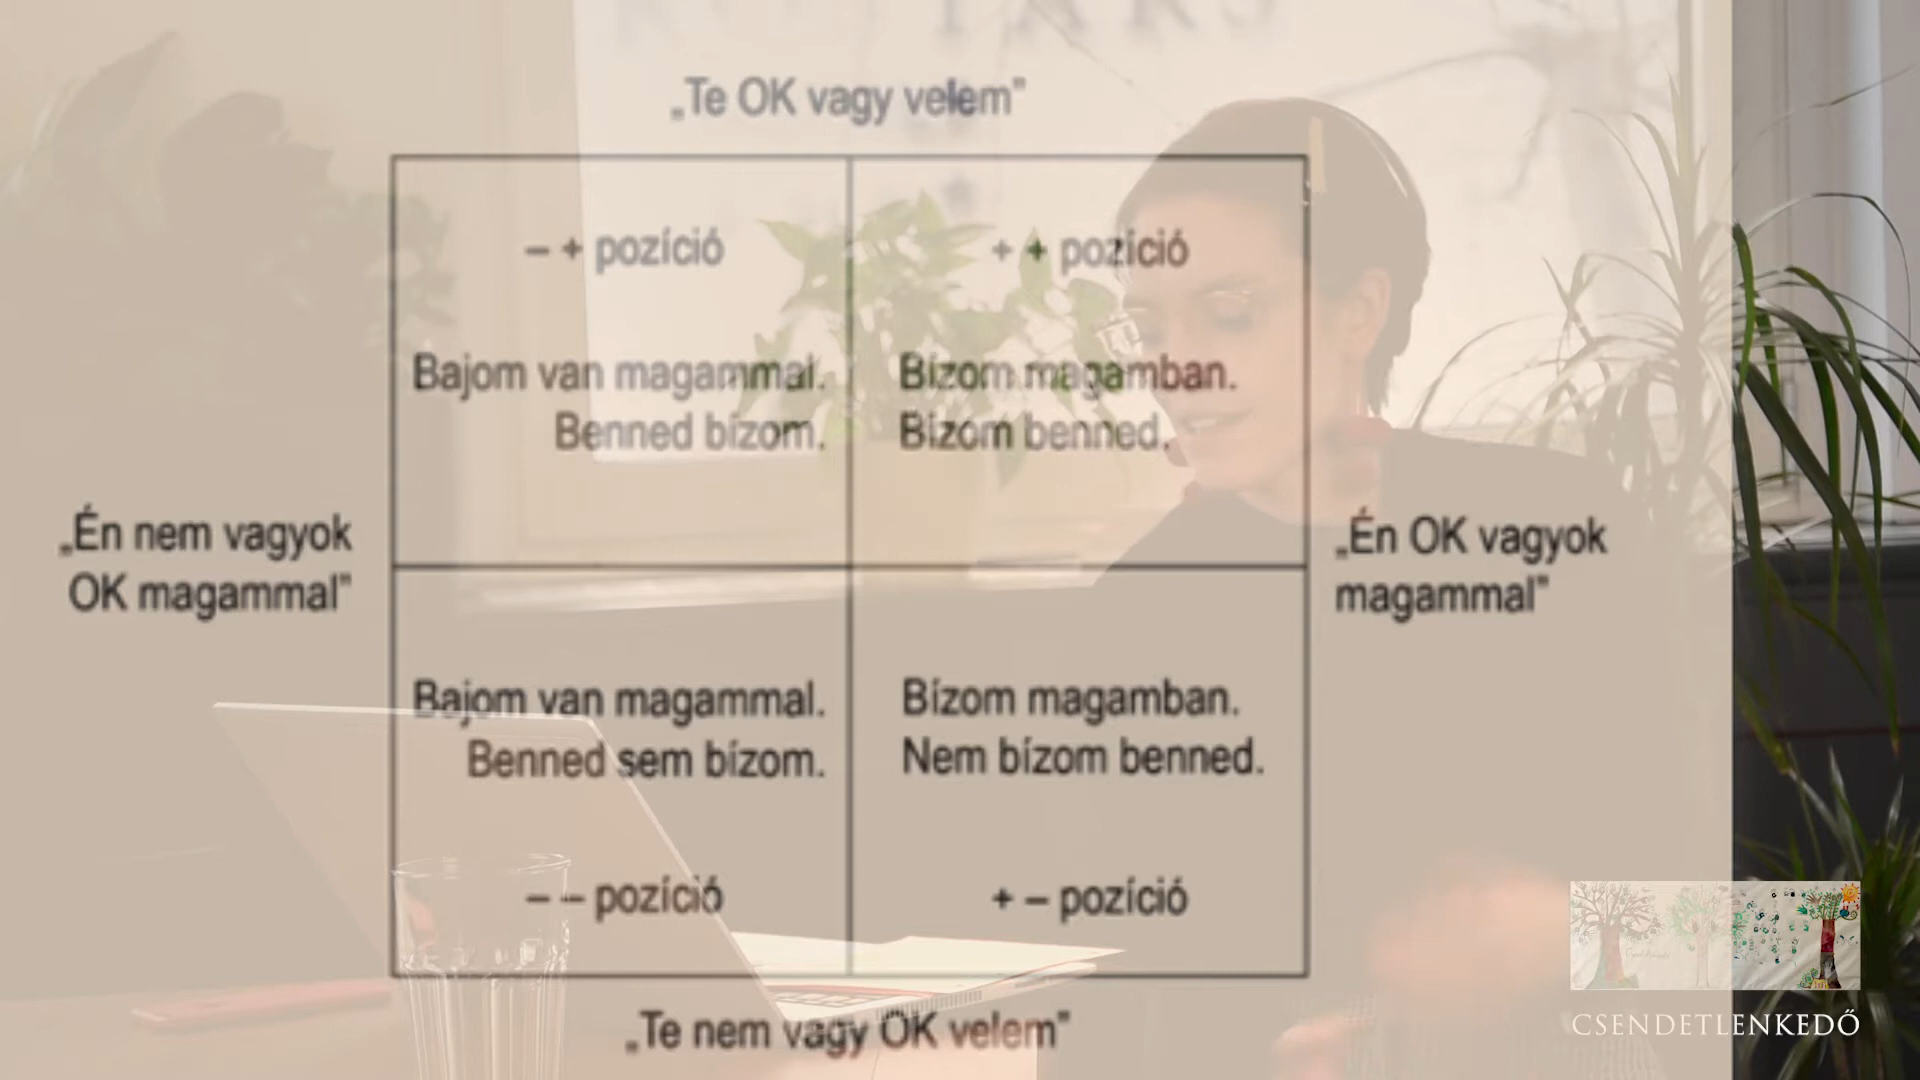 „Te OK vagy velem”
– + pozíció
+ + pozíció
Bajom van magammal.
Benned bízom.
Bízom magamban.
Bízom benned.
„Én nem vagyok
OK magammal”
„Én OK vagyok
magammal”
Bajom van magammal.
Benned sem bízom.
Bízom magamban.
Nem bízom benned.
– – pozíció
+ – pozíció
„Te nem vagy OK velem”
CSENDETLENKEDŐ